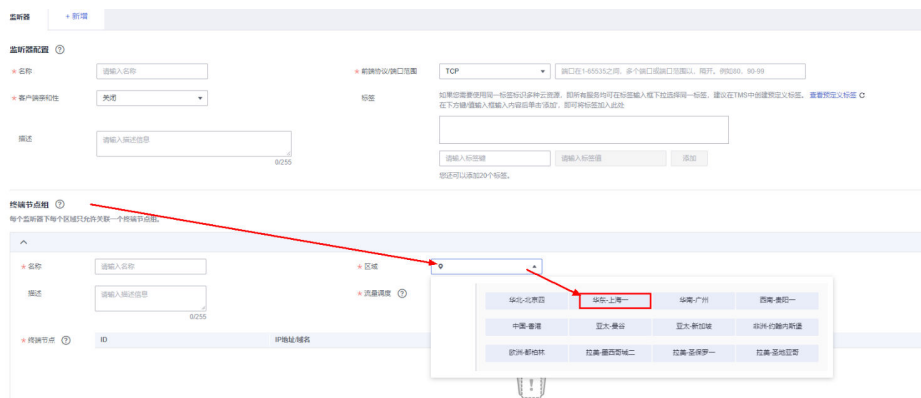 监听器 + 新增
监听器配置 ?
* 名称 请输入名称 * 前端协议/端口范围 TCP 端口在1-65535之间，多个端口或端口范围以，隔开。例如80，90-99
* 客户端亲和性 关闭 标签 如果您需要使用同一标签标识多种云资源，即所有服务均可在标签输入框下拉选择同一标签，建议在TMS中创建预定义标签。 查看预定义标签
在下方键/值输入框输入内容后单击'添加'，即可将标签加入此处
描述 请输入描述信息
0/255
请输入标签键 请输入标签值 添加
您还可以添加20个标签。
终端节点组 ?
每个监听器下每个区域只允许关联一个终端节点组。
* 名称 请输入名称 * 区域
描述 请输入描述信息 * 流量调度 ?
0/255
华北-北京四 华东-上海一 华南-广州 西南-贵阳一
中国-香港 亚太-曼谷 亚太-新加坡 非洲-约翰内斯堡
欧洲-都柏林 拉美-墨西哥城二 拉美-圣保罗一 拉美-圣地亚哥
* 终端节点 ? ID IP地址/域名